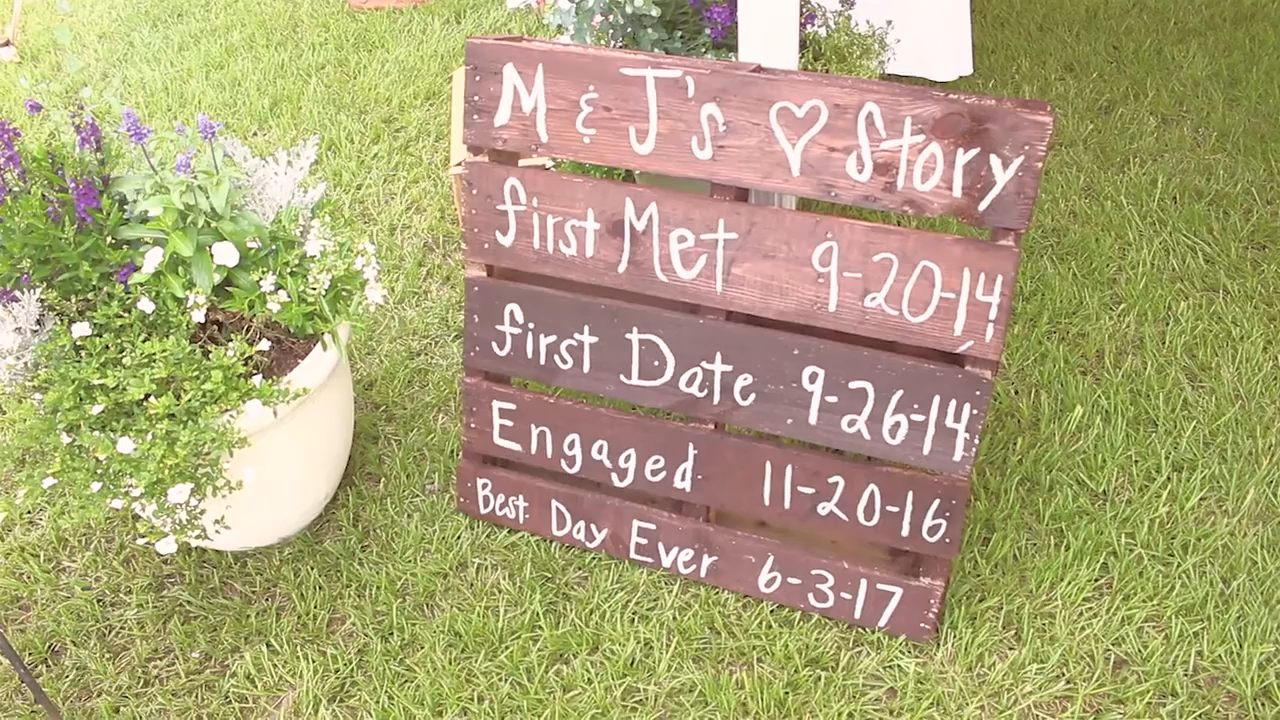 M & J's ♡ Story
first Met 9-20-14
first Date 9-26-14
Engaged 11-20-16
Best Day Ever 6-3-17